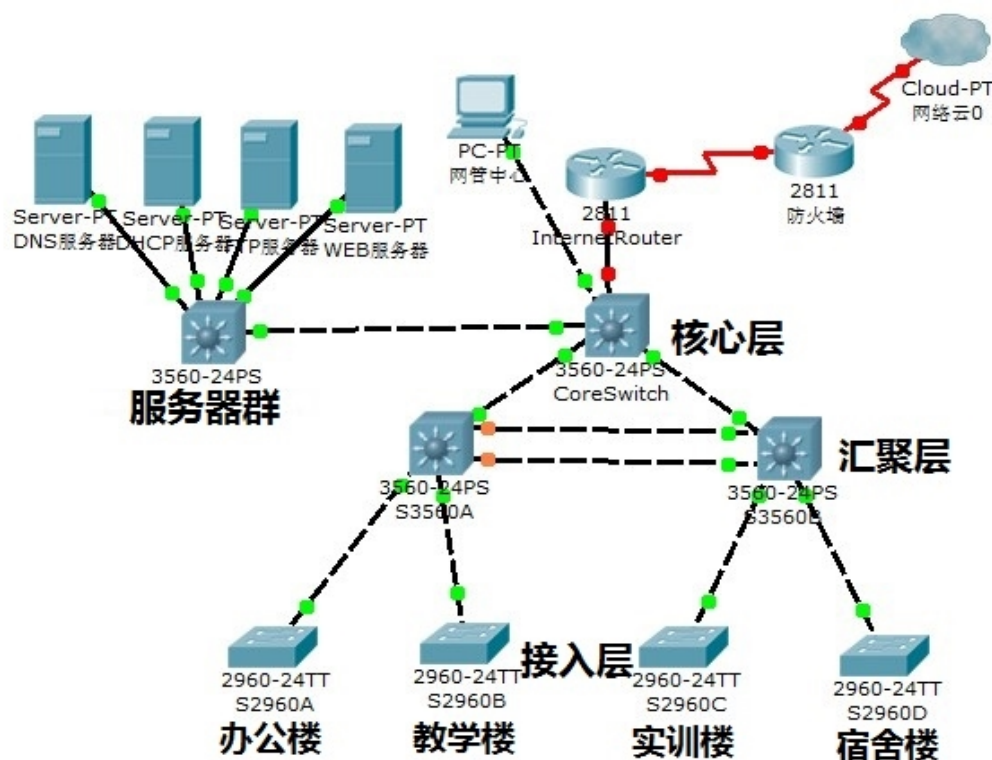 Cloud-PT
网络云0
PC-PT
网管中心
2811
防火墙
2811
InternetRouter
Server-PT
DNS服务器
Server-PT
DHCP服务器
Server-PT
FTP服务器
Server-PT
WEB服务器
核心层
3560-24PS
CoreSwitch
3560-24PS
服务器群
汇聚层
3560-24PS
S3560A
3560-24PS
S3560B
接入层
2960-24TT
S2960A
办公楼
2960-24TT
S2960B
教学楼
2960-24TT
S2960C
实训楼
2960-24TT
S2960D
宿舍楼